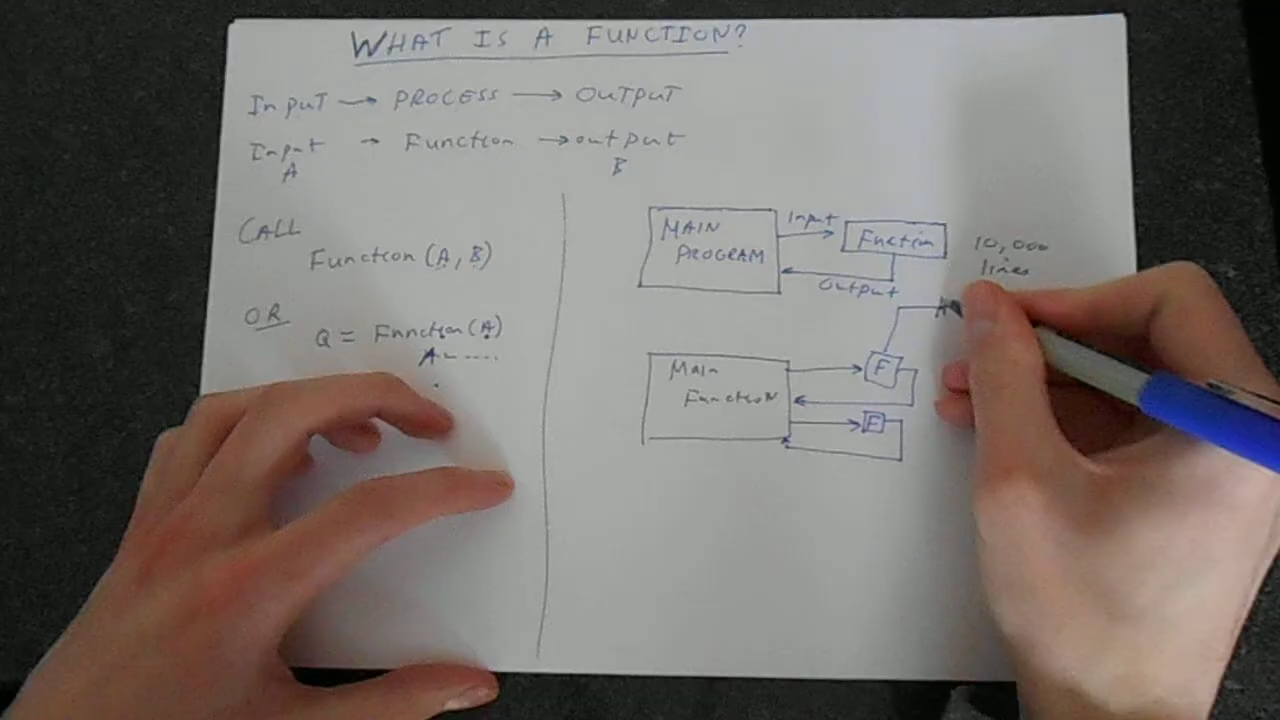 WHAT IS A FUNCTION?
InPuT → PROCESS → OUTPUT
Input → Function → output
A B
CALL
Function (A, B)
OR
Q = Function (A)
MAIN
PROGRAM
Input
Function
Output
10,000
lines
Main
FunctioN
F
F